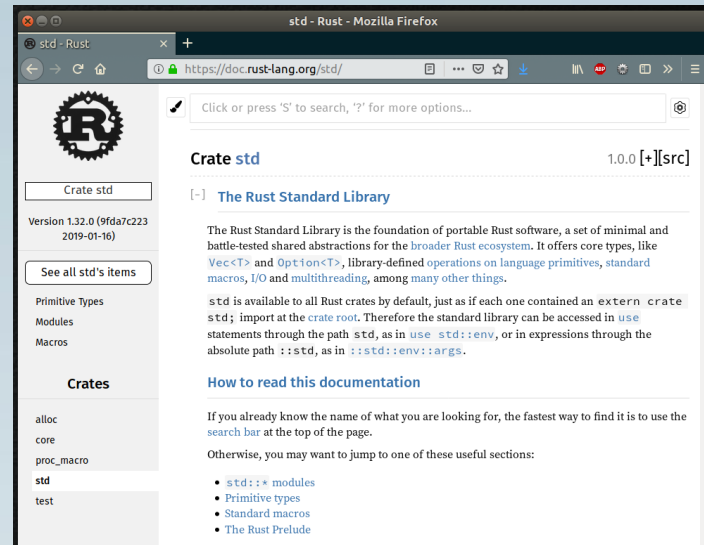 std - Rust - Mozilla Firefox
std - Rust
https://doc.rust-lang.org/std/
ABP
R
Click or press ‘S’ to search, ‘?’ for more options...
Crate std
1.0.0 [+][src]
Crate std
Version 1.32.0 (9fda7c223
2019-01-16)
See all std's items
Primitive Types
Modules
Macros
Crates
alloc
core
proc_macro
std
test
[-] The Rust Standard Library
The Rust Standard Library is the foundation of portable Rust software, a set of minimal and
battle-tested shared abstractions for the broader Rust ecosystem. It offers core types, like
Vec<T> and Option<T>, library-defined operations on language primitives, standard
macros, I/O and multithreading, among many other things.
std is available to all Rust crates by default, just as if each one contained an extern crate
std; import at the crate root. Therefore the standard library can be accessed in use
statements through the path std, as in use std::env, or in expressions through the
absolute path ::std, as in ::std::env::args.
How to read this documentation
If you already know the name of what you are looking for, the fastest way to find it is to use the
search bar at the top of the page.
Otherwise, you may want to jump to one of these useful sections:
• std::* modules
• Primitive types
• Standard macros
• The Rust Prelude